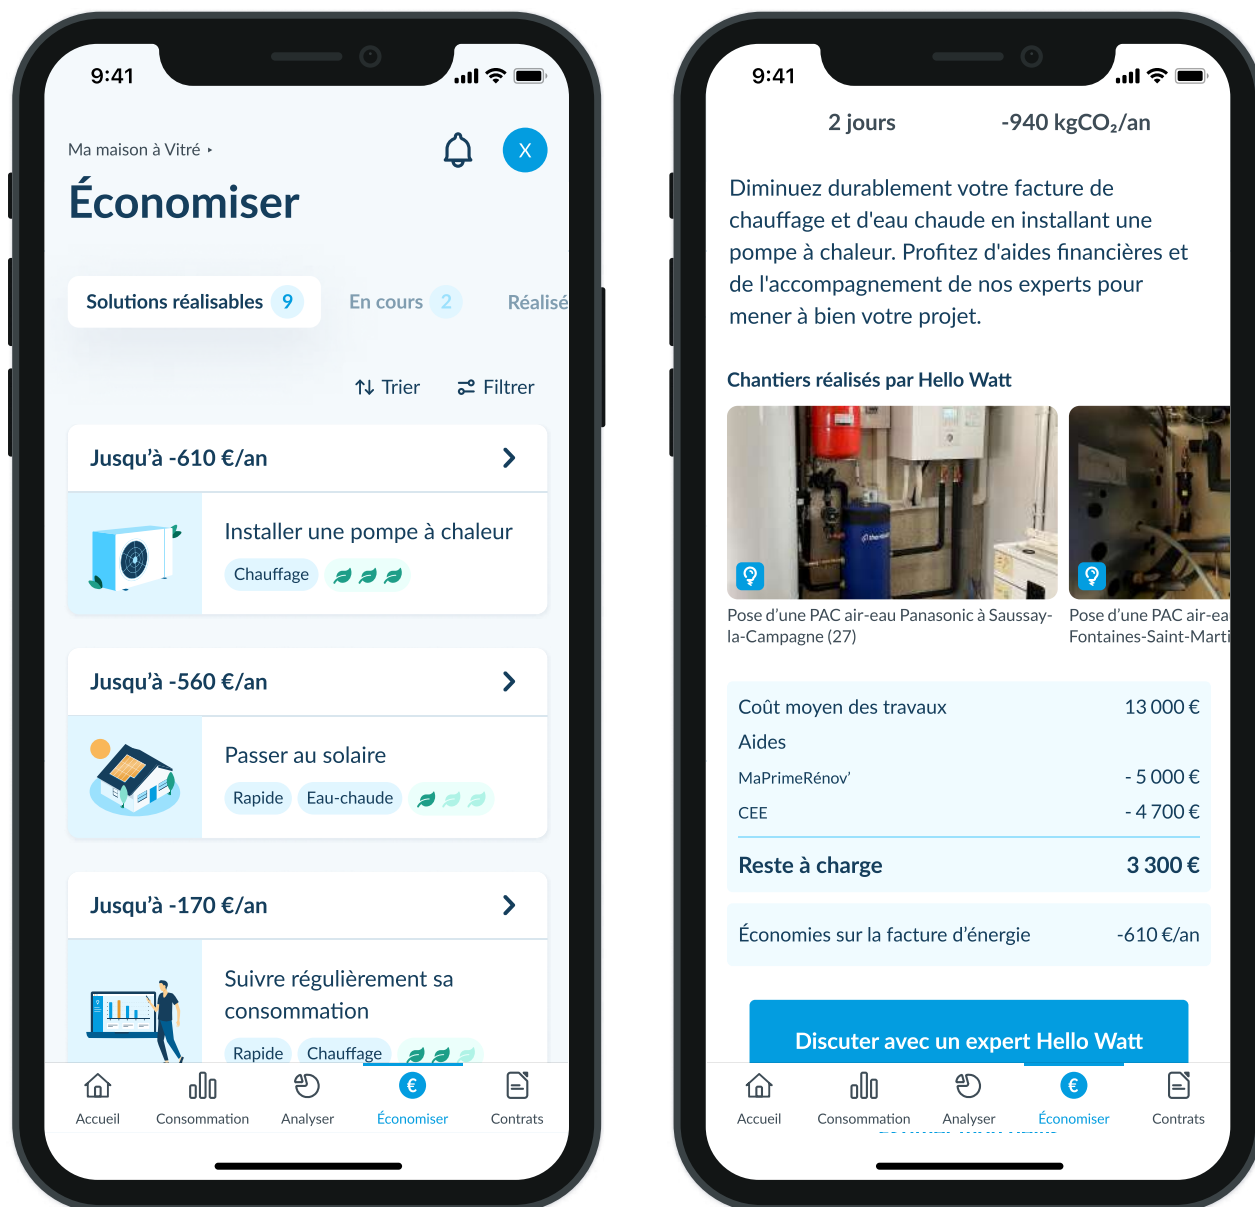 9:41
Ma maison à Vitré
X
Économiser
Solutions réalisables 9
En cours 2
Réalisé
Trier
Filtrer
Jusqu'à -610 €/an
Installer une pompe à chaleur
Chauffage
Jusqu'à -560 €/an
Passer au solaire
Rapide Eau-chaude
Jusqu'à -170 €/an
Suivre régulièrement sa
consommation
Rapide Chauffage
€
Accueil Consommation Analyser Économiser Contrats
9:41
2 jours
-940 kgCO₂/an
Diminuez durablement votre facture de
chauffage et d'eau chaude en installant une
pompe à chaleur. Profitez d'aides financières et
de l'accompagnement de nos experts pour
mener à bien votre projet.
Chantiers réalisés par Hello Watt
Pose d'une PAC air-eau Panasonic à Saussay-
la-Campagne (27)
Pose d'une PAC air-ea
Fontaines-Saint-Marti
Coût moyen des travaux 13 000 €
Aides
MaPrimeRénov' - 5 000 €
CEE - 4 700 €
Reste à charge 3 300 €
Économies sur la facture d'énergie -610 €/an
Discuter avec un expert Hello Watt
€
Accueil Consommation Analyser Économiser Contrats